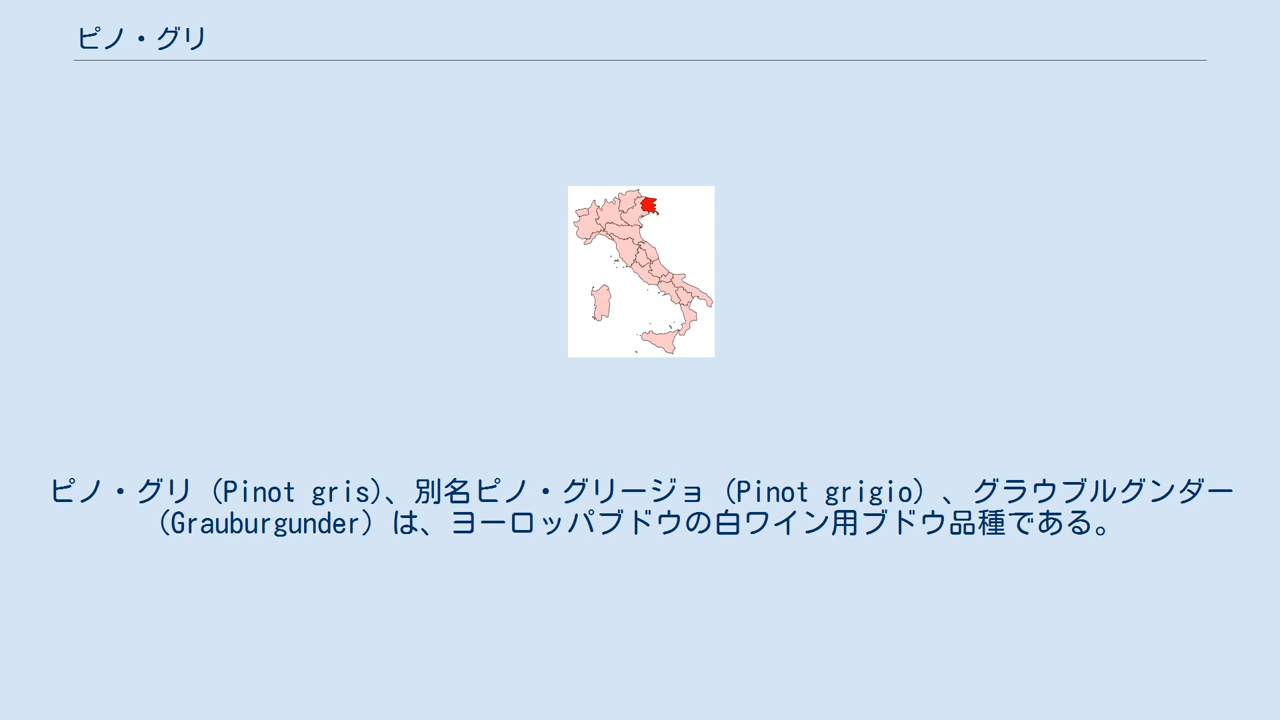 ピノ・グリ
ピノ・グリ (Pinot gris)、別名ピノ・グリージョ (Pinot grigio) 、グラウブルグンダー
(Grauburgunder) は、ヨーロッパブドウの白ワイン用ブドウ品種である。